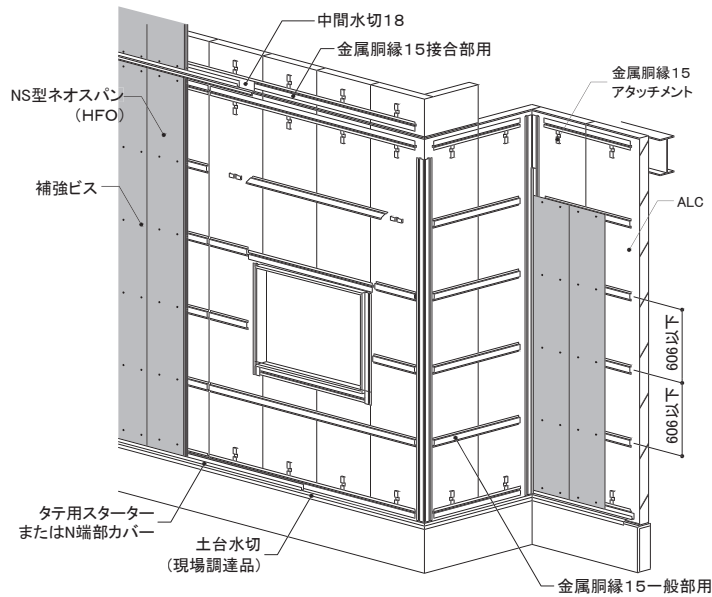 中間水切18
金属胴縁15接合部用
金属胴縁15
アタッチメント
NS型ネオスパン
(HFO)
補強ビス
ALC
606以下
606以下
タテ用スターター
またはN端部カバー
土台水切
(現場調達品)
金属胴縁15一般部用